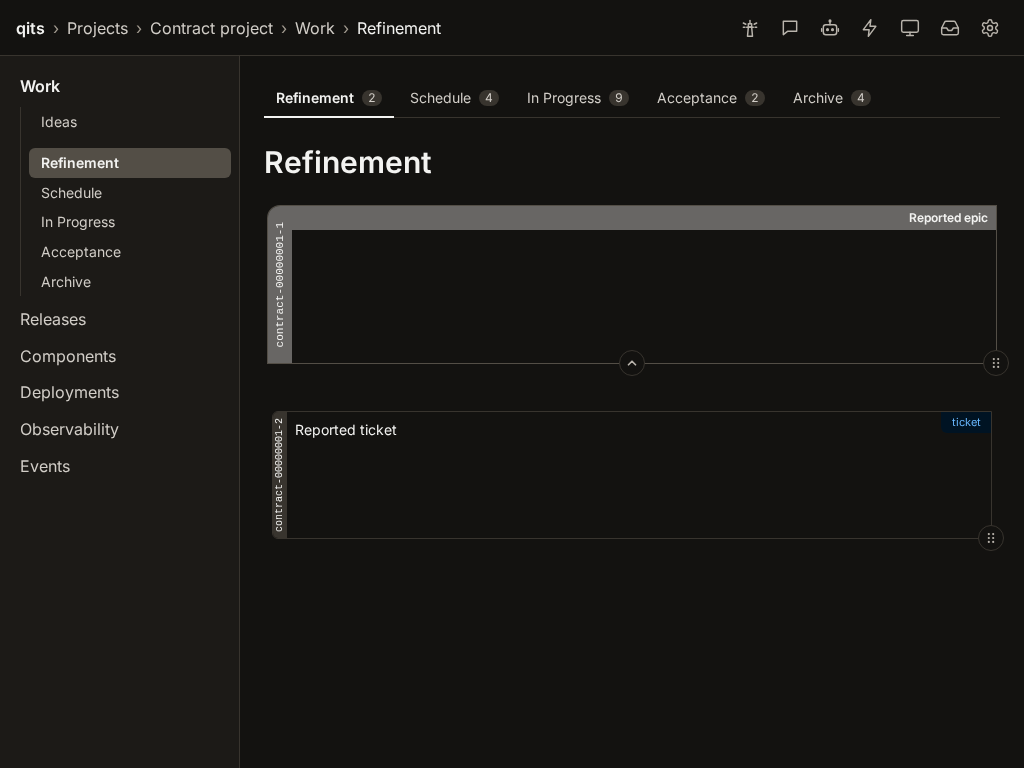 qits › Projects › Contract project › Work › Refinement
Work
Ideas
Refinement
Schedule
In Progress
Acceptance
Archive
Releases
Components
Deployments
Observability
Events
Refinement 2 Schedule 4 In Progress 9 Acceptance 2 Archive 4
Refinement
Reported epic
contract-00000001-1
contract-00000001-2
Reported ticket
ticket